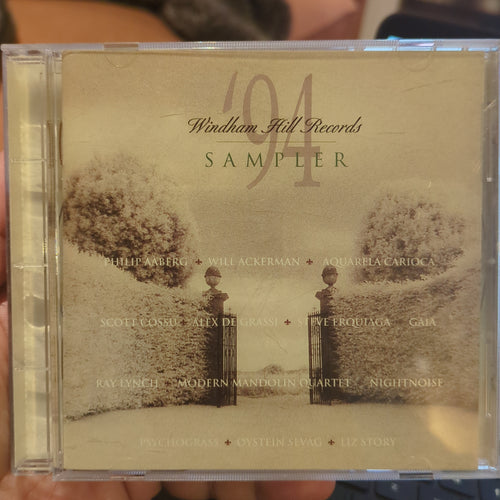 '94
Windham Hill Records
SAMPLER
PHILIP AABERG + WILL ACKERMAN + AQUARELA CARIOCA
SCOTT COSSU + ALEX DE GRASSI + STEVE ERQUIAGA + GAIA
RAY LYNCH + MODERN MANDOLIN QUARTET + NIGHTNOISE
PSYCHOGRASS + OYSTEIN SEVAG + LIZ STORY